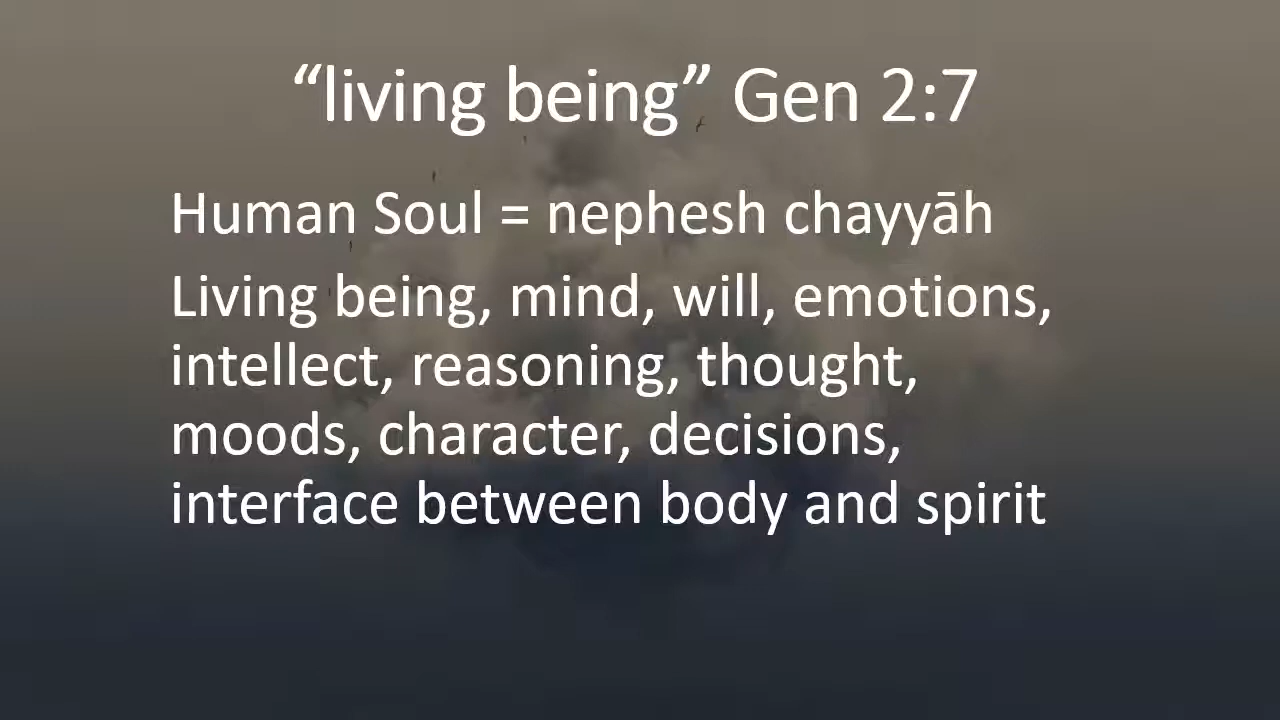 “living being” Gen 2:7
Human Soul = nephesh chayyāh
Living being, mind, will, emotions,
intellect, reasoning, thought,
moods, character, decisions,
interface between body and spirit